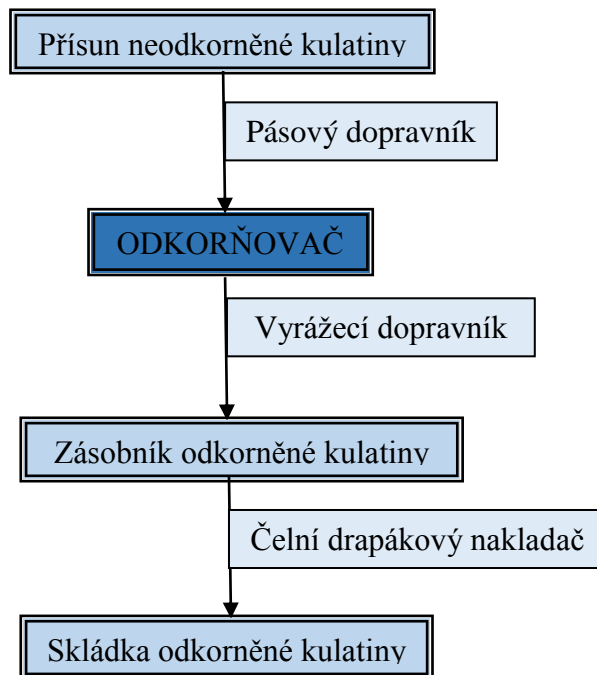 Přísun neodkorněné kulatiny
Pásový dopravník
ODKORŇOVAČ
Vyrážecí dopravník
Zásobník odkorněné kulatiny
Čelní drapákový nakladač
Skládka odkorněné kulatiny